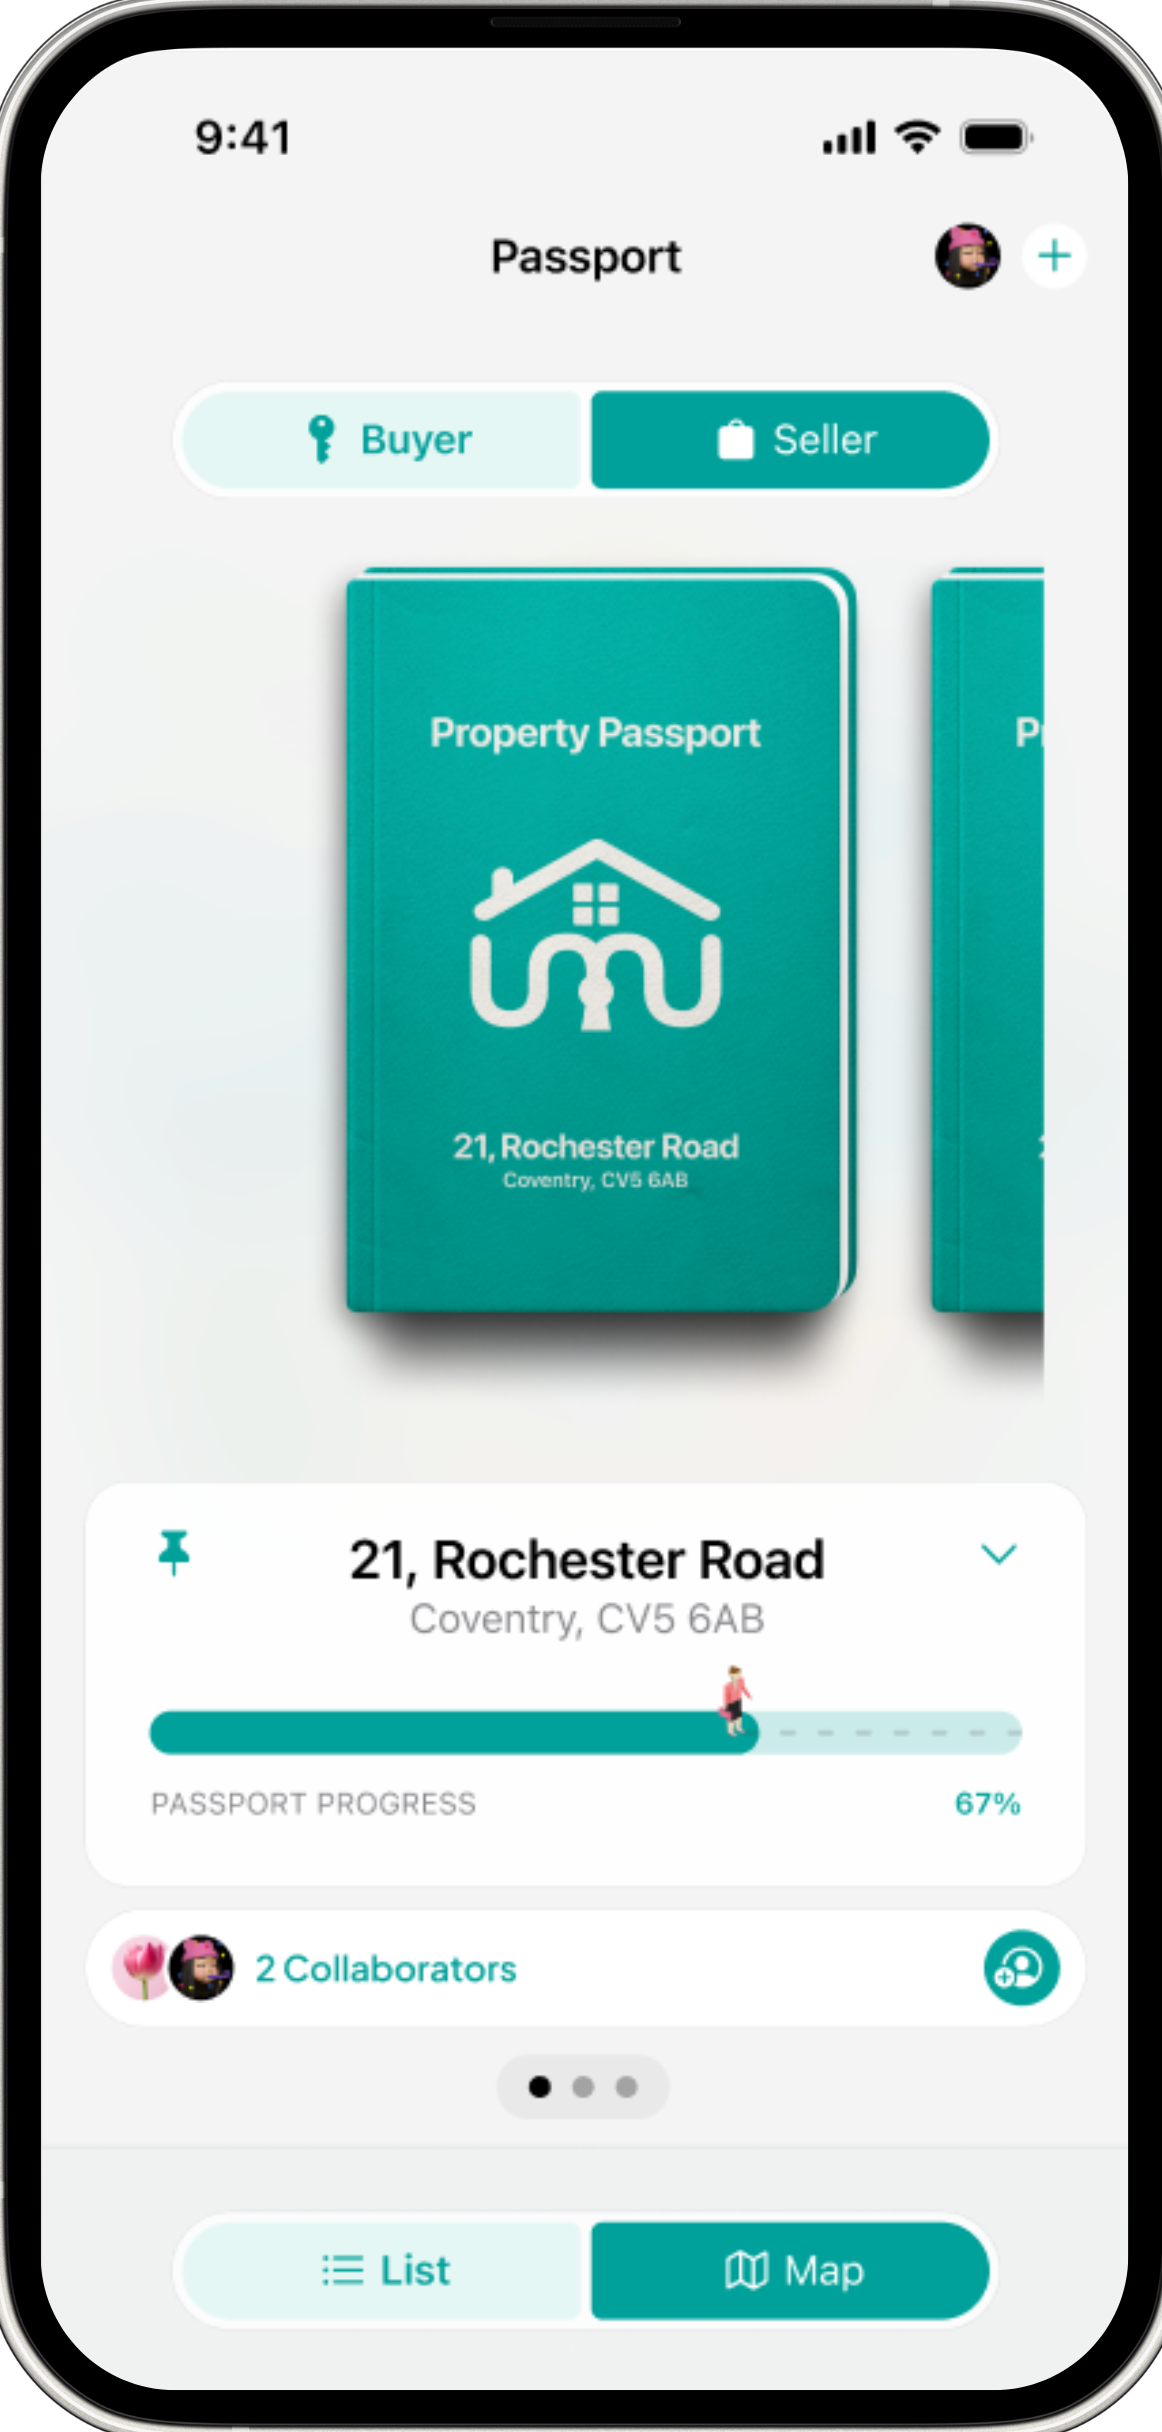 9:41
Passport
Buyer
Seller
Property Passport
umu
21, Rochester Road
Coventry, CV5 6AB
21, Rochester Road
Coventry, CV5 6AB
PASSPORT PROGRESS
67%
2 Collaborators
List
Map